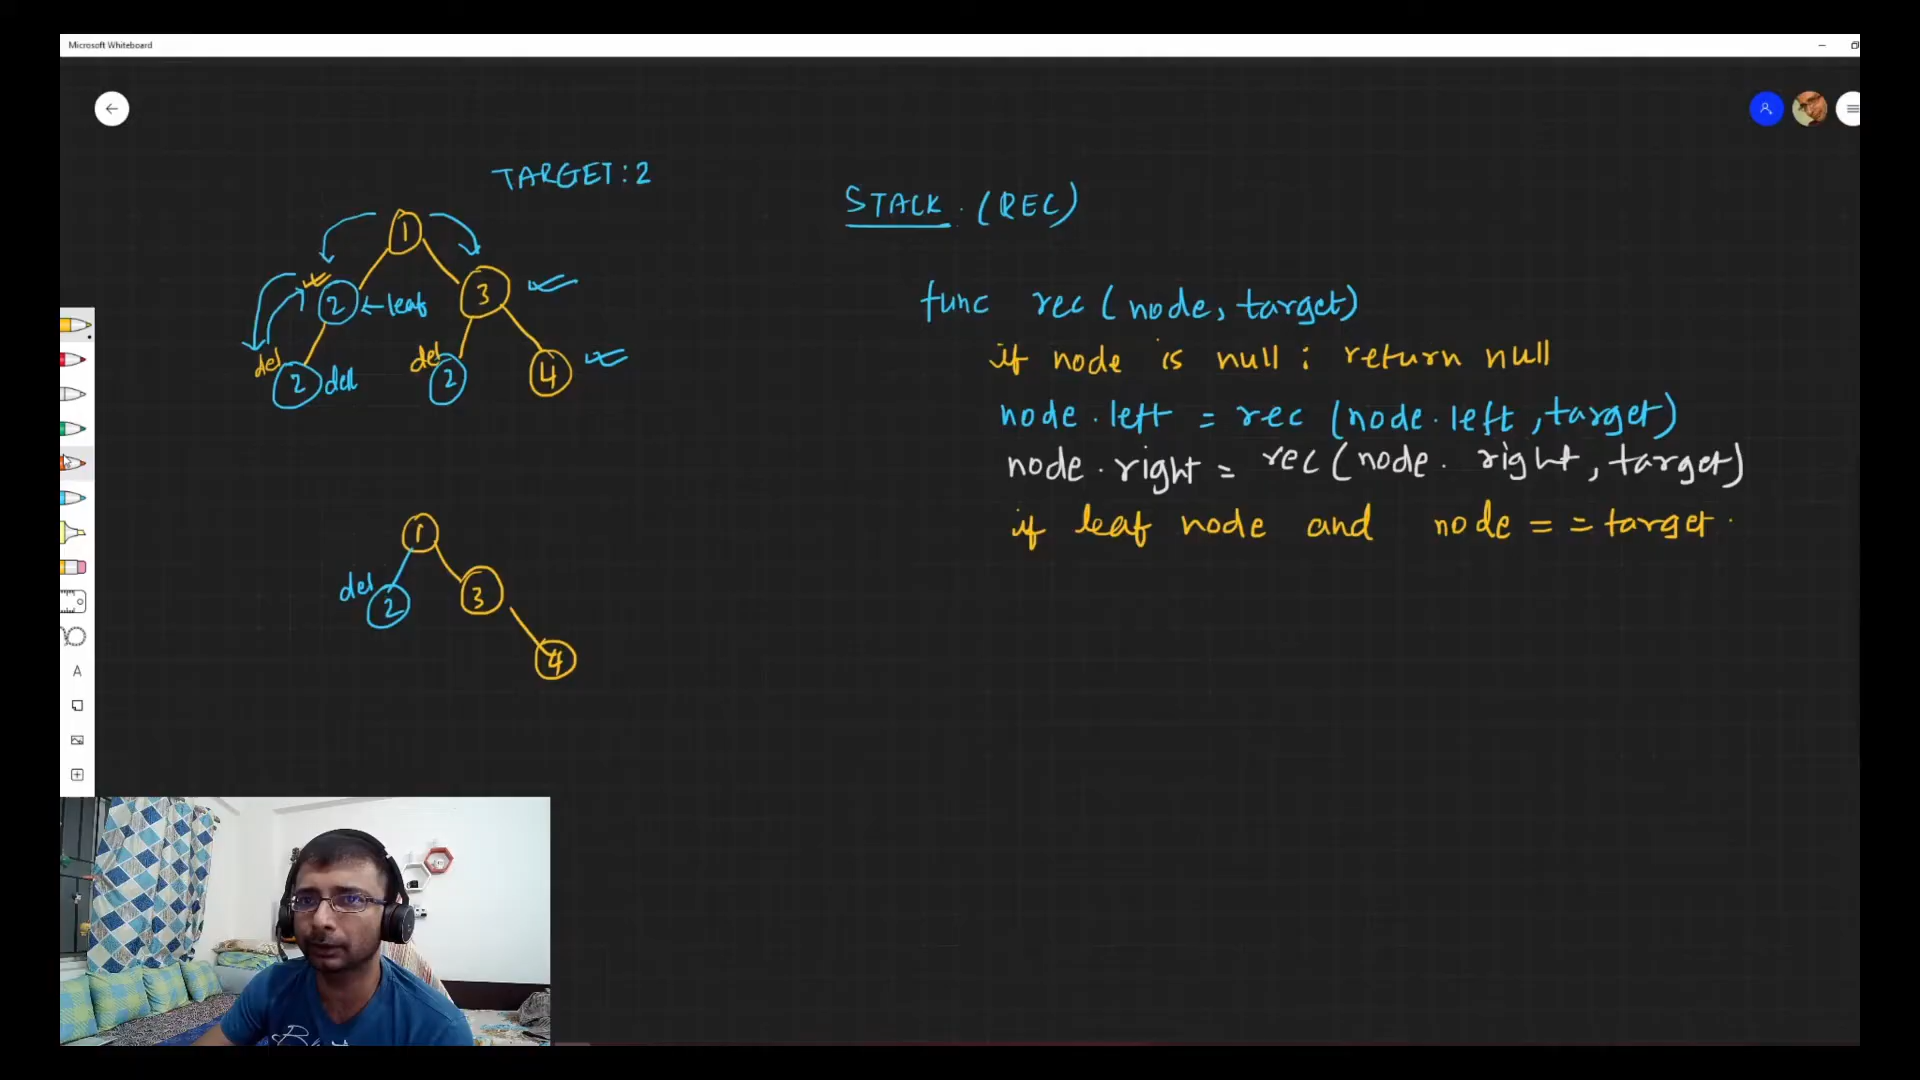 Microsoft Whiteboard
TARGET: 2
1
2 ← leaf
3
del 2 del
del 2
4
1
del 2
3
4
STACK. (REC)
func rec (node, target)
if node is null : return null
node.left = rec (node.left, target)
node.right = rec (node.right, target)
if leaf node and node == target.
A